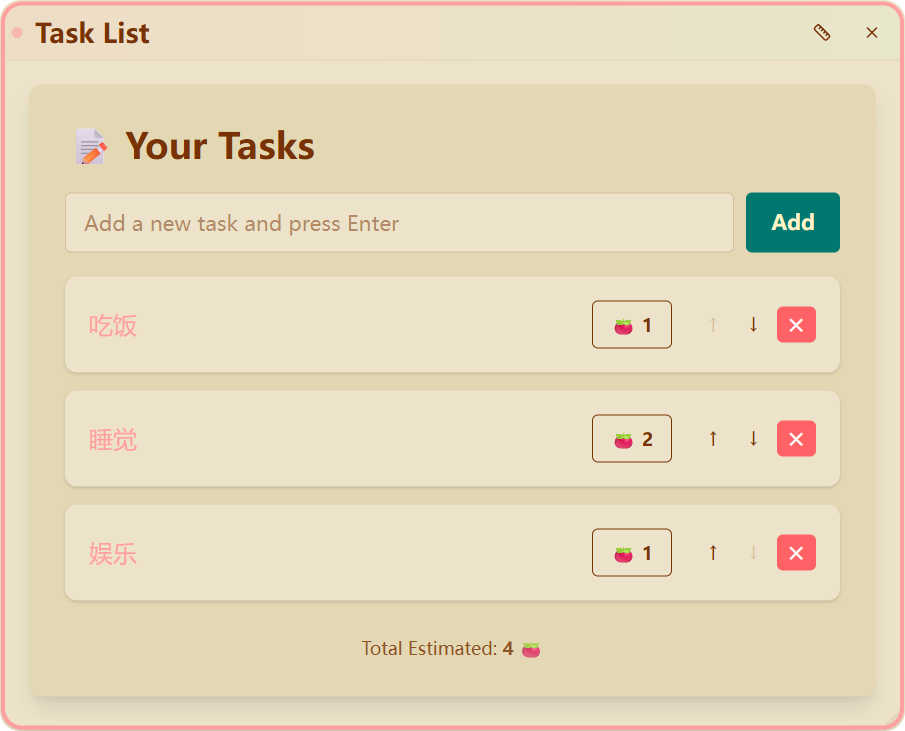 Task List
Your Tasks
Add a new task and press Enter
Add
吃饭
1
睡觉
2
娱乐
1
Total Estimated: 4